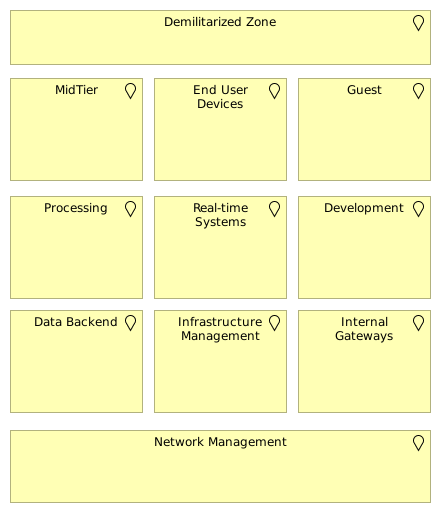 Demilitarized Zone
MidTier
End User
Devices
Guest
Processing
Real-time
Systems
Development
Data Backend
Infrastructure
Management
Internal
Gateways
Network Management